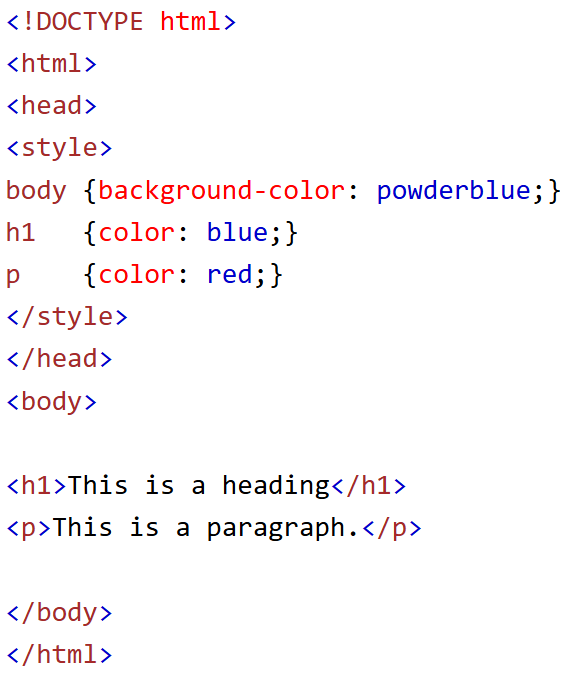 <!DOCTYPE html>
<html>
<head>
<style>
body {background-color: powderblue;}
h1   {color: blue;}
p    {color: red;}
</style>
</head>
<body>

<h1>This is a heading</h1>
<p>This is a paragraph.</p>

</body>
</html>